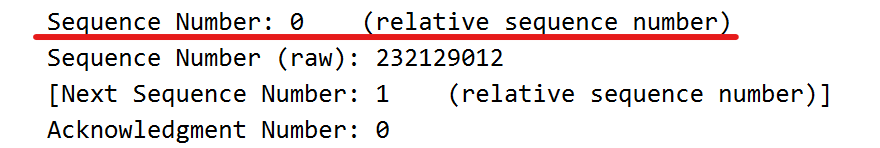 Sequence Number: 0    (relative sequence number)
Sequence Number (raw): 232129012
[Next Sequence Number: 1    (relative sequence number)]
Acknowledgment Number: 0